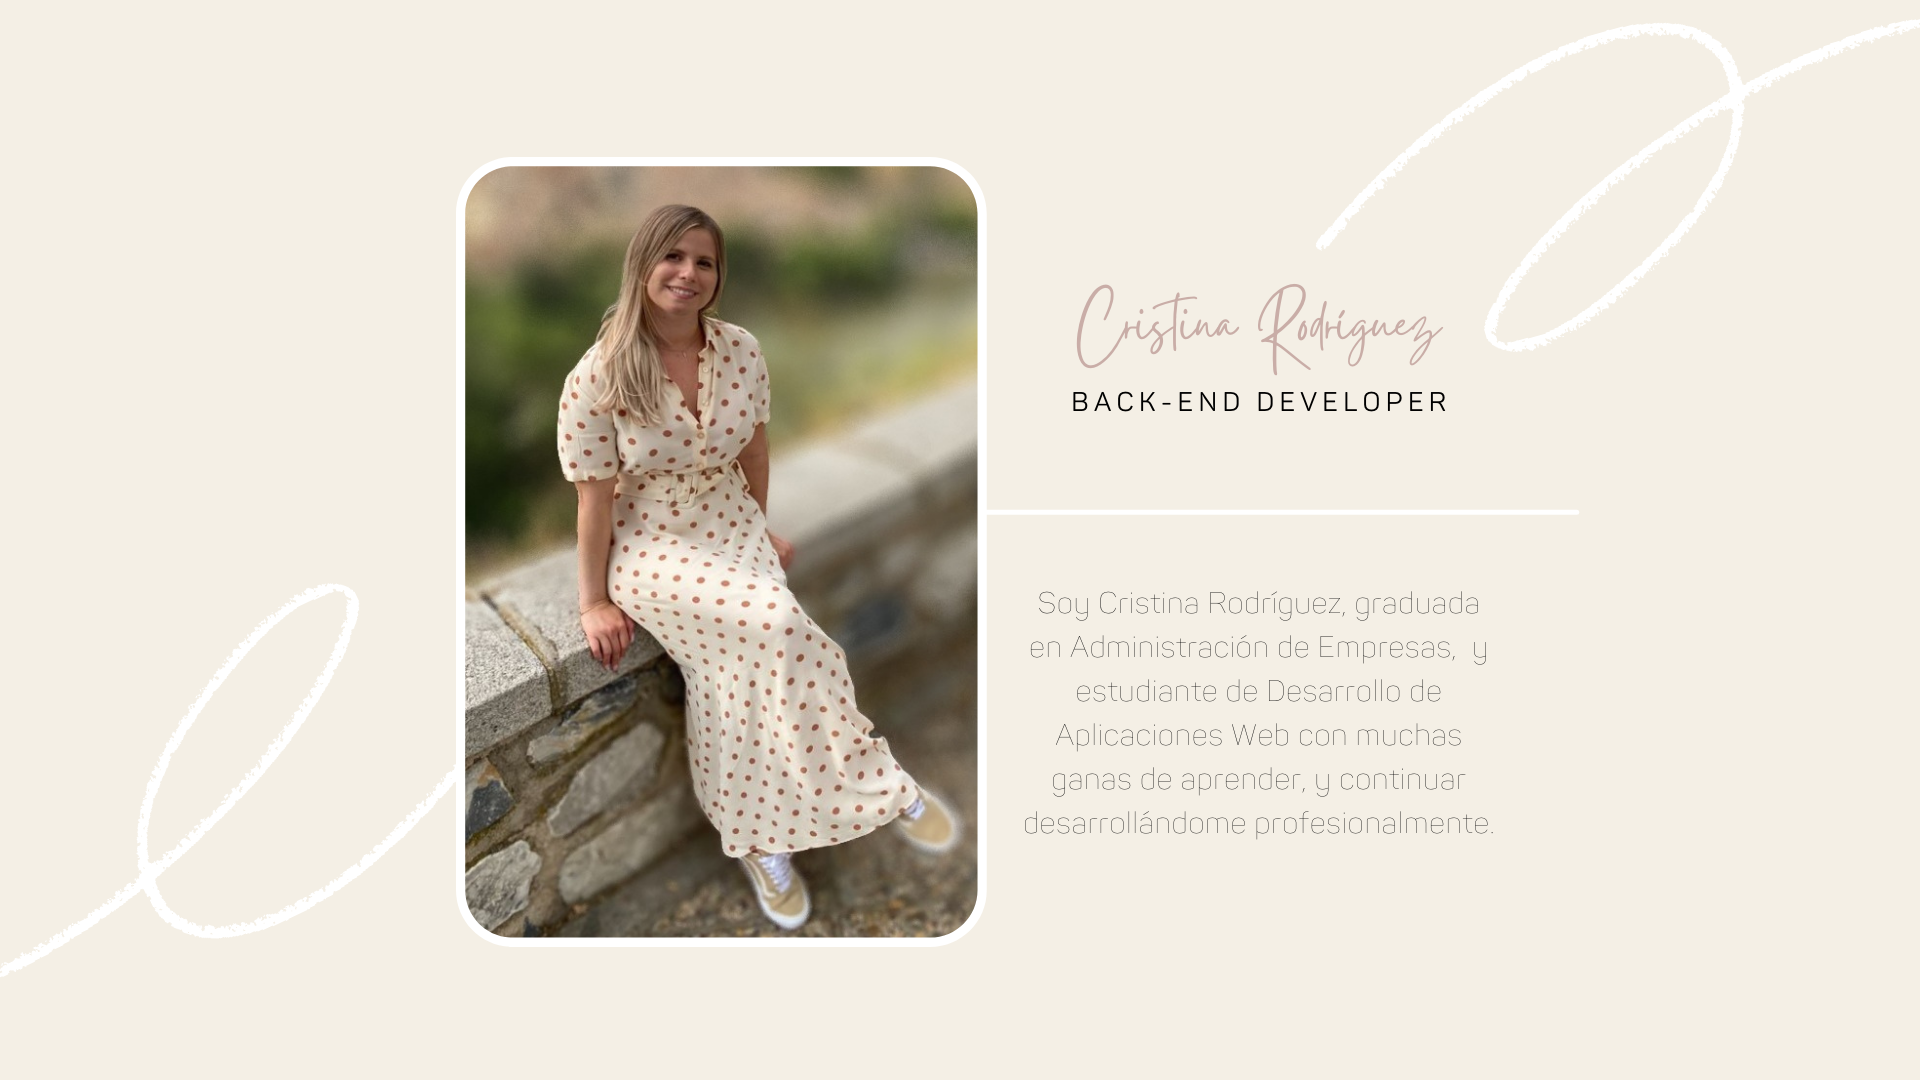 Cristina Rodríguez
BACK-END DEVELOPER
Soy Cristina Rodríguez, graduada
en Administración de Empresas,  y
estudiante de Desarrollo de
Aplicaciones Web con muchas
ganas de aprender, y continuar
desarrollándome profesionalmente.